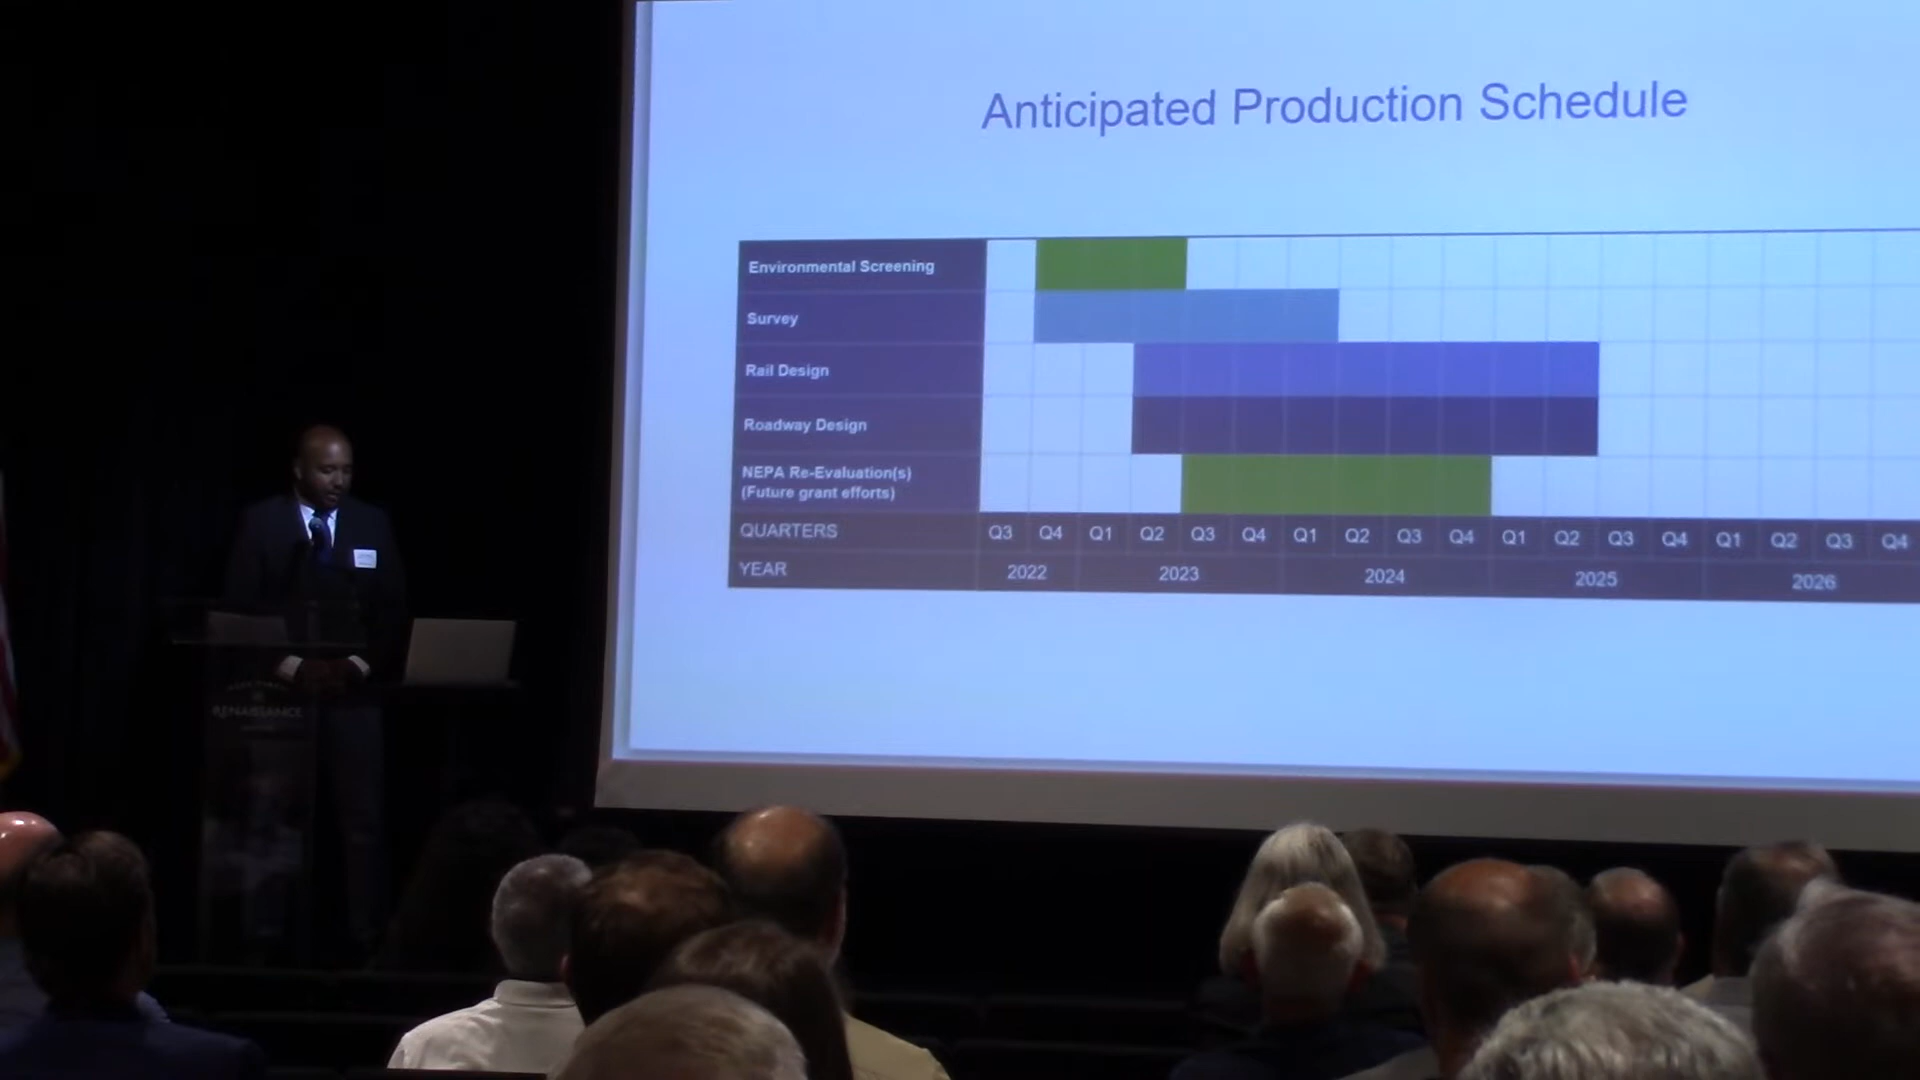 Anticipated Production Schedule
Environmental Screening
Survey
Rail Design
Roadway Design
NEPA Re-Evaluation(s)
(Future grant efforts)
QUARTERS Q3 Q4 Q1 Q2 Q3 Q4 Q1 Q2 Q3 Q4 Q1 Q2 Q3 Q4 Q1 Q2 Q3 Q4
YEAR 2022 2023 2024 2025 2026
RENAISSANCE